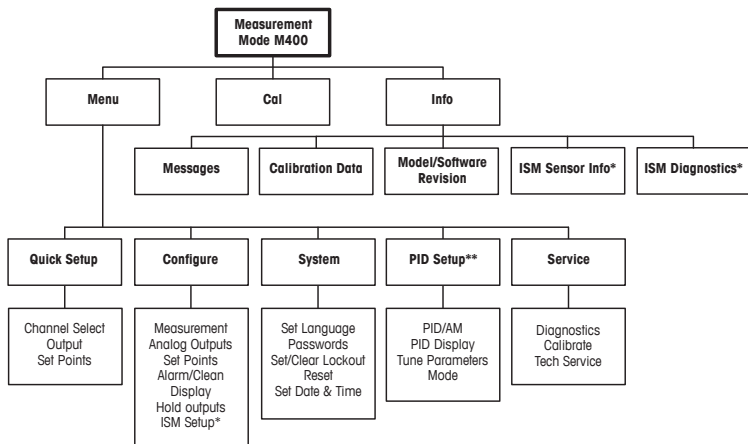 Measurement
Mode M400
Menu
Cal
Info
Messages
Calibration Data
Model/Software
Revision
ISM Sensor Info*
ISM Diagnostics*
Quick Setup
Configure
System
PID Setup**
Service
Channel Select
Output
Set Points
Measurement
Analog Outputs
Set Points
Alarm/Clean
Display
Hold outputs
ISM Setup*
Set Language
Passwords
Set/Clear Lockout
Reset
Set Date & Time
PID/AM
PID Display
Tune Parameters
Mode
Diagnostics
Calibrate
Tech Service